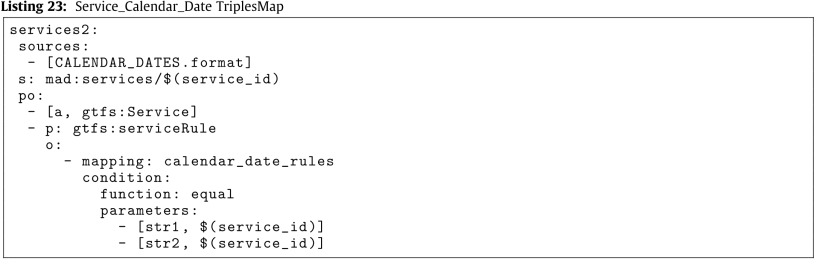 Listing 23: Service_Calendar_Date TriplesMap
services2:
 sources:
  - [CALENDAR_DATES.format]
 s: mad:services/$(service_id)
 po:
  - [a, gtfs:Service]
  - p: gtfs:serviceRule
    o:
      - mapping: calendar_date_rules
        condition:
          function: equal
          parameters:
            - [str1, $(service_id)]
            - [str2, $(service_id)]